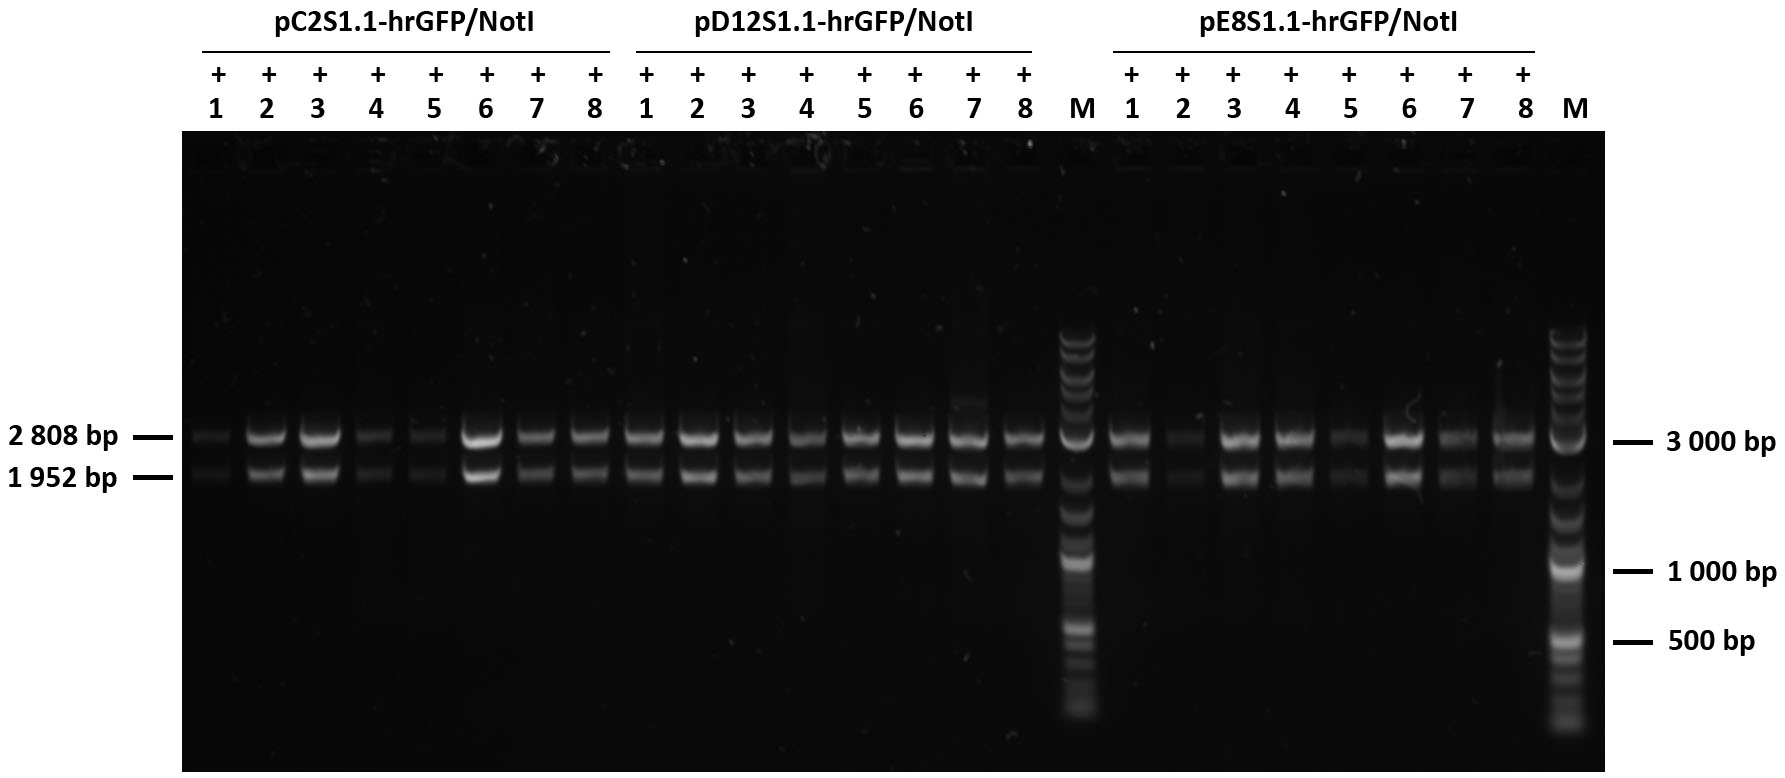 pC2S1.1-hrGFP/NotI pD12S1.1-hrGFP/NotI pE8S1.1-hrGFP/NotI
+ + + + + + + + + + + + + + + + + + + + + + + +
1 2 3 4 5 6 7 8 1 2 3 4 5 6 7 8 M 1 2 3 4 5 6 7 8 M
2 808 bp 3 000 bp
1 952 bp
1 000 bp
500 bp